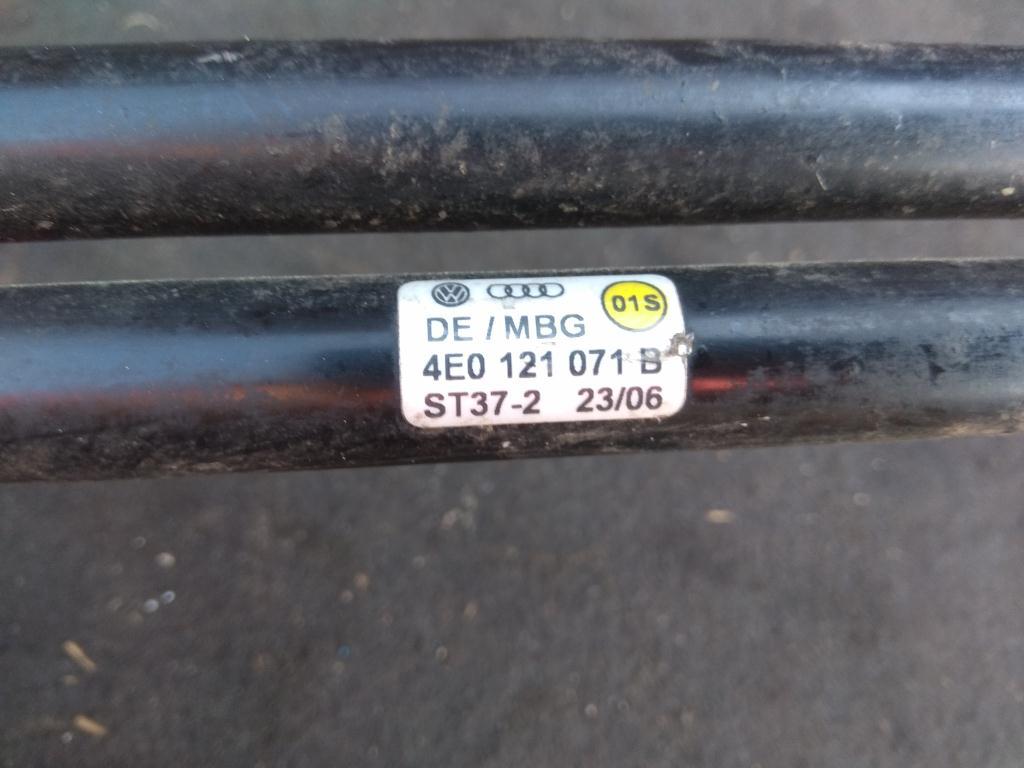 01S
DE / MBG
4E0 121 071 B
ST37-2 23/06